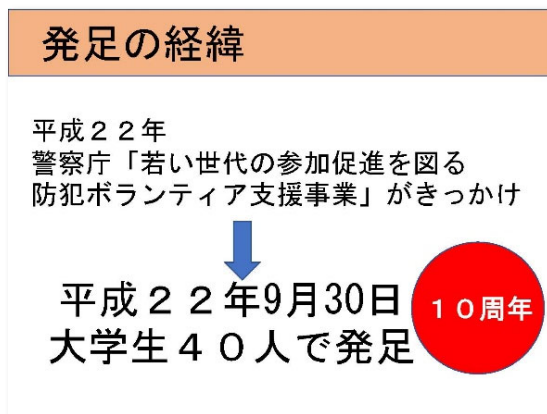 発足の経緯
平成２２年
警察庁「若い世代の参加促進を図る
防犯ボランティア支援事業」がきっかけ
平成２２年9月30日
大学生４０人で発足
１０周年